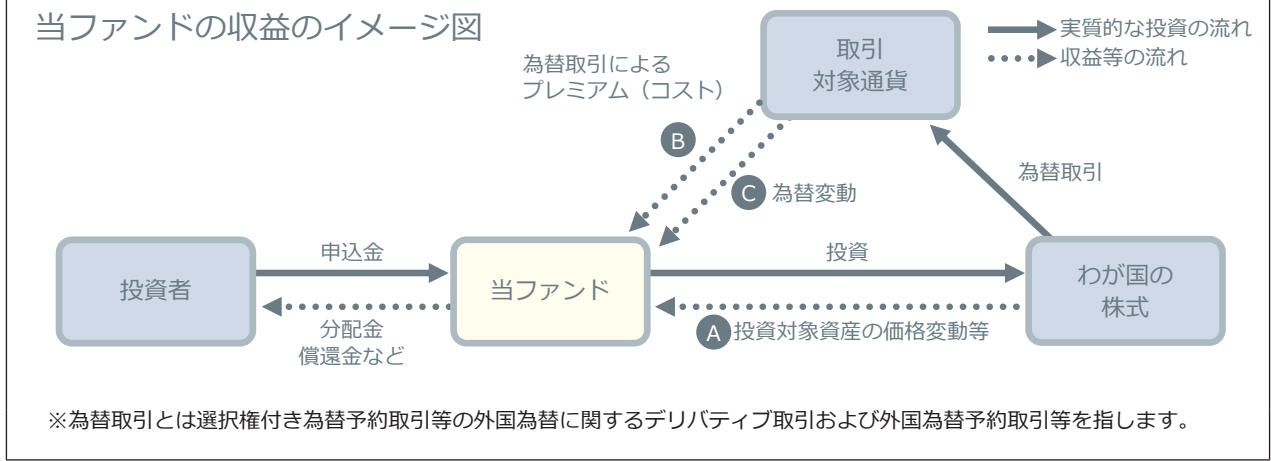 当ファンドの収益のイメージ図
実質的な投資の流れ
収益等の流れ
取引
対象通貨
為替取引による
プレミアム（コスト）
B
C 為替変動
為替取引
投資者
申込金
分配金
償還金など
当ファンド
投資
A 投資対象資産の価格変動等
わが国の
株式
※為替取引とは選択権付き為替予約取引等の外国為替に関するデリバティブ取引および外国為替予約取引等を指します。